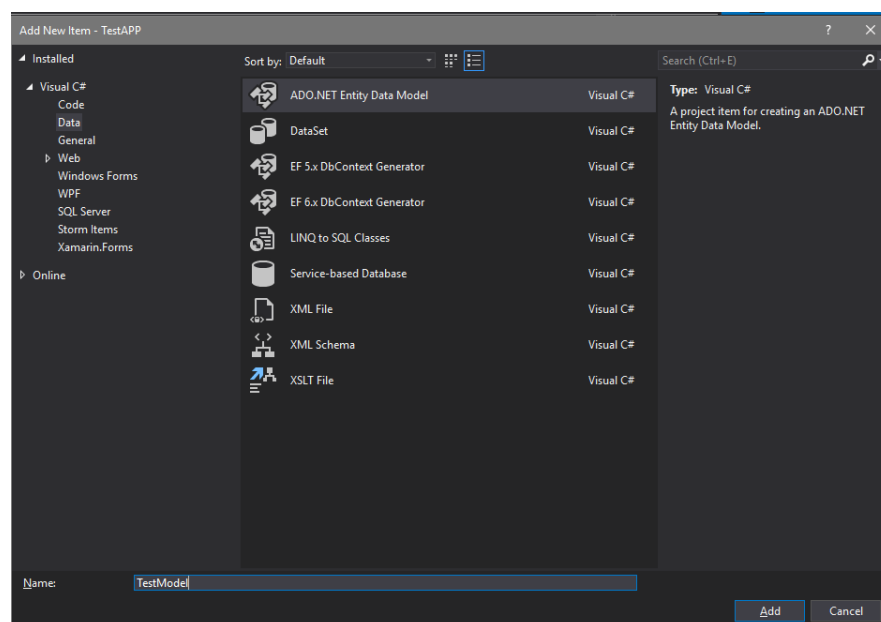 Add New Item - TestAPP ? ✕
Installed
Visual C#
Code
Data
General
Web
Windows Forms
WPF
SQL Server
Storm Items
Xamarin.Forms
Online
Sort by: Default
ADO.NET Entity Data Model Visual C#
DataSet Visual C#
EF 5.x DbContext Generator Visual C#
EF 6.x DbContext Generator Visual C#
LINQ to SQL Classes Visual C#
Service-based Database Visual C#
XML File Visual C#
XML Schema Visual C#
XSLT File Visual C#
Search (Ctrl+E)
Type: Visual C#
A project item for creating an ADO.NET
Entity Data Model.
Name: TestModel
Add Cancel